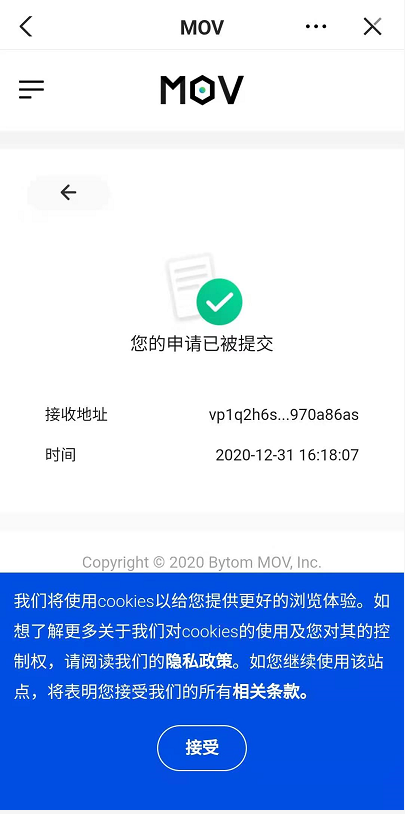 MOV
MOV
您的申请已被提交
接收地址 vp1q2h6s...970a86as
时间 2020-12-31 16:18:07
Copyright © 2020 Bytom MOV, Inc.
我们将使用cookies以给您提供更好的浏览体验。如
想了解更多关于我们对cookies的使用及您对其的控
制权，请阅读我们的隐私政策。如您继续使用该站
点，将表明您接受我们的所有相关条款。
接受